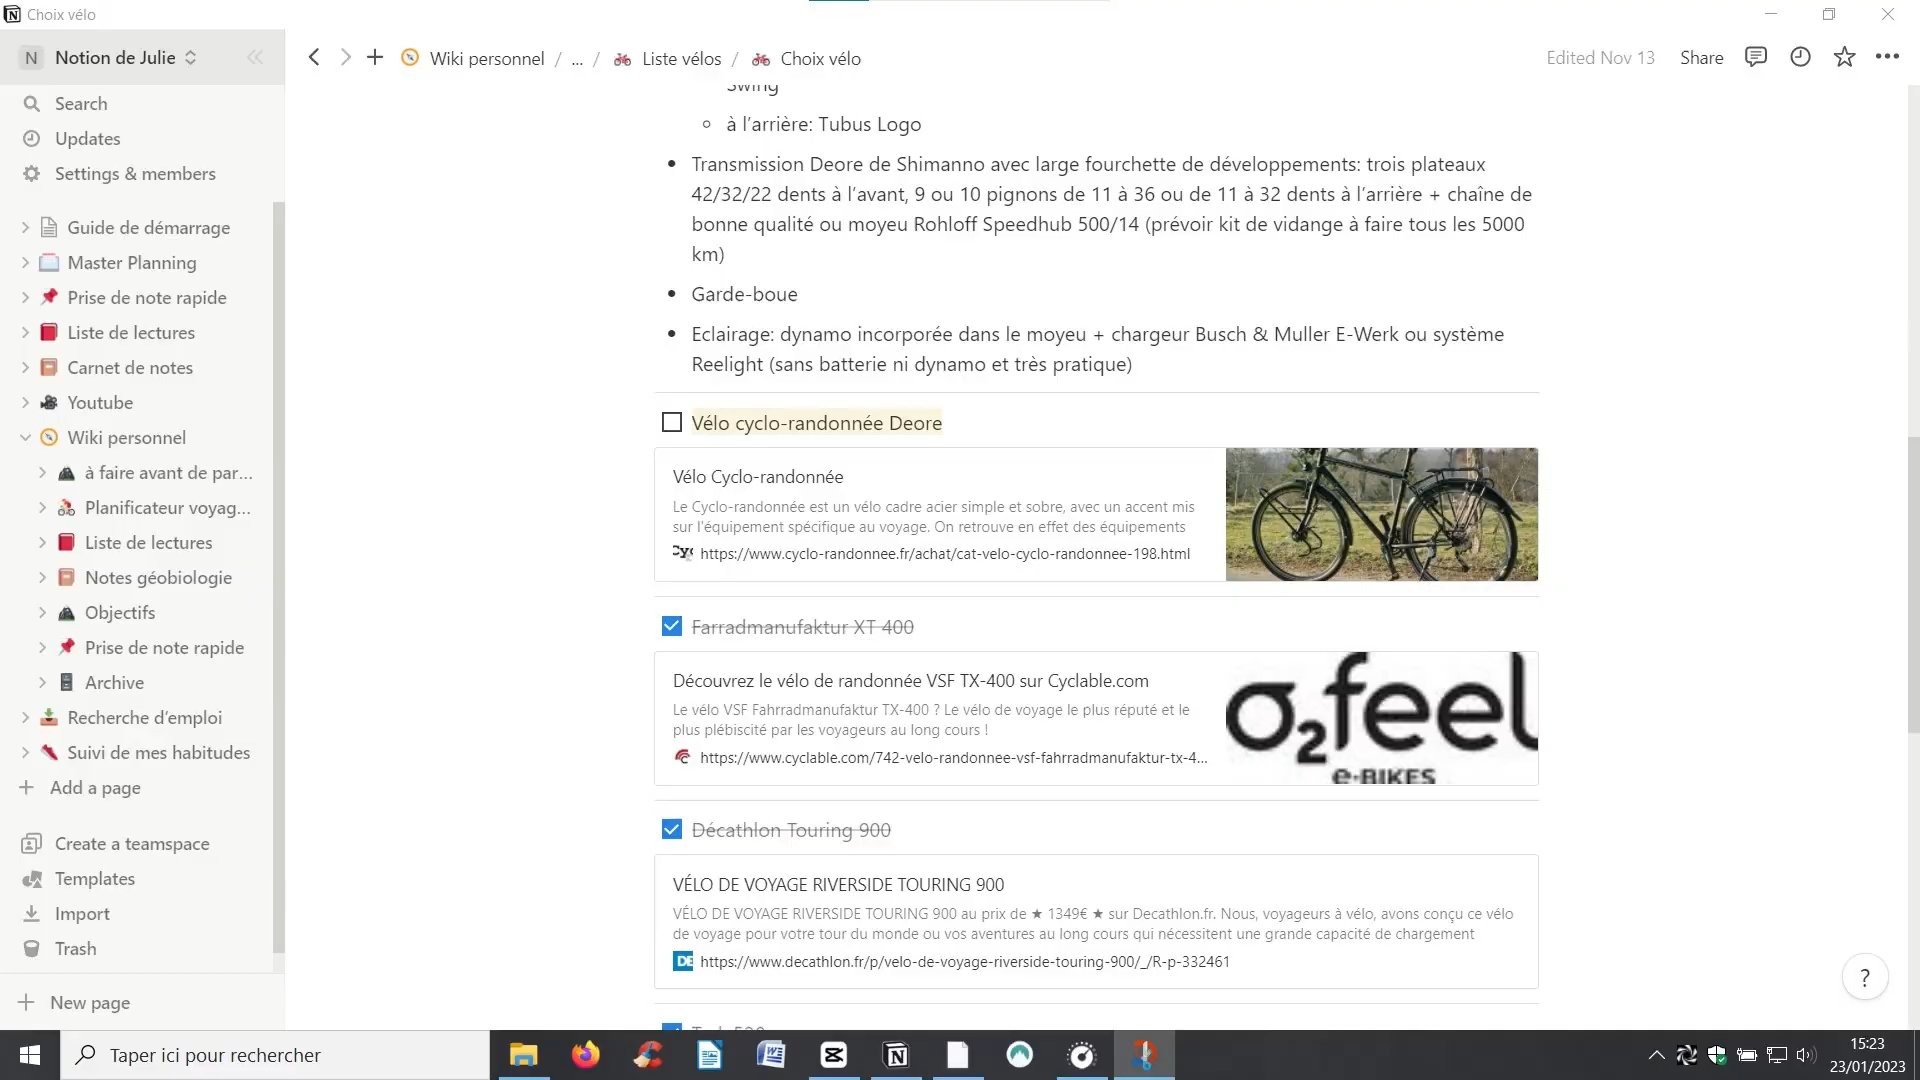 Choix vélo
N Notion de Julie
Wiki personnel / ... / Liste vélos / Choix vélo
Edited Nov 13 Share
Search
Updates
Settings & members
Guide de démarrage
Master Planning
Prise de note rapide
Liste de lectures
Carnet de notes
Youtube
Wiki personnel
à faire avant de par...
Planificateur voyag...
Liste de lectures
Notes géobiologie
Objectifs
Prise de note rapide
Archive
Recherche d'emploi
Suivi de mes habitudes
Add a page
Create a teamspace
Templates
Import
Trash
New page
Swing
à l'arrière: Tubus Logo
Transmission Deore de Shimanno avec large fourchette de développements: trois plateaux
42/32/22 dents à l'avant, 9 ou 10 pignons de 11 à 36 ou de 11 à 32 dents à l'arrière + chaîne de
bonne qualité ou moyeu Rohloff Speedhub 500/14 (prévoir kit de vidange à faire tous les 5000
km)
Garde-boue
Eclairage: dynamo incorporée dans le moyeu + chargeur Busch & Muller E-Werk ou système
Reelight (sans batterie ni dynamo et très pratique)
Vélo cyclo-randonnée Deore
Vélo Cyclo-randonnée
Le Cyclo-randonnée est un vélo cadre acier simple et sobre, avec un accent mis
sur l'équipement spécifique au voyage. On retrouve en effet des équipements
https://www.cyclo-randonnee.fr/achat/cat-velo-cyclo-randonnee-198.html
Farradmanufaktur XT 400
Découvrez le vélo de randonnée VSF TX-400 sur Cyclable.com
Le vélo VSF Fahrradmanufaktur TX-400 ? Le vélo de voyage le plus réputé et le
plus plébiscité par les voyageurs au long cours !
https://www.cyclable.com/742-velo-randonnee-vsf-fahrradmanufaktur-tx-4...
O2feel
e-BIKES
Décathlon Touring 900
VÉLO DE VOYAGE RIVERSIDE TOURING 900
VÉLO DE VOYAGE RIVERSIDE TOURING 900 au prix de ★ 1349€ ★ sur Decathlon.fr. Nous, voyageurs à vélo, avons conçu ce vélo
de voyage pour votre tour du monde ou vos aventures au long cours qui nécessitent une grande capacité de chargement
DE https://www.decathlon.fr/p/velo-de-voyage-riverside-touring-900/_/R-p-332461
?
Taper ici pour rechercher
15:23
23/01/2023